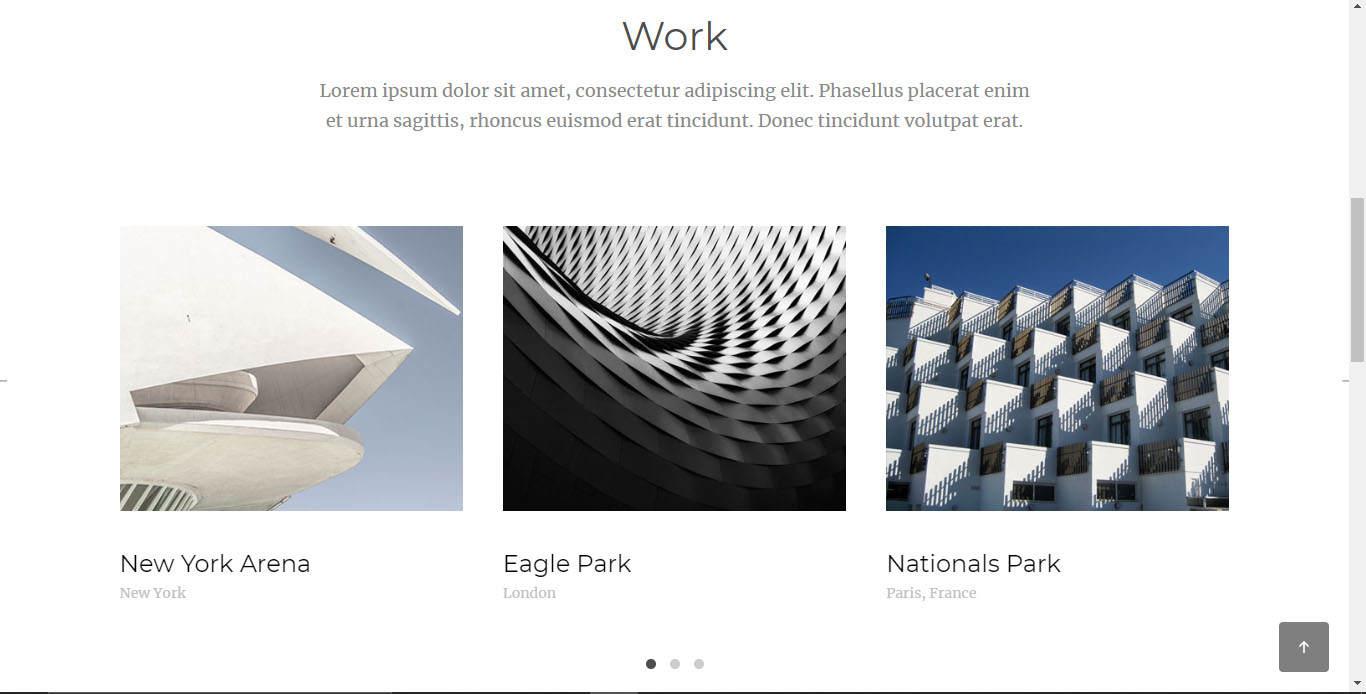 Work
Lorem ipsum dolor sit amet, consectetur adipiscing elit. Phasellus placerat enim
et urna sagittis, rhoncus euismod erat tincidunt. Donec tincidunt volutpat erat.
New York Arena
New York
Eagle Park
London
Nationals Park
Paris, France